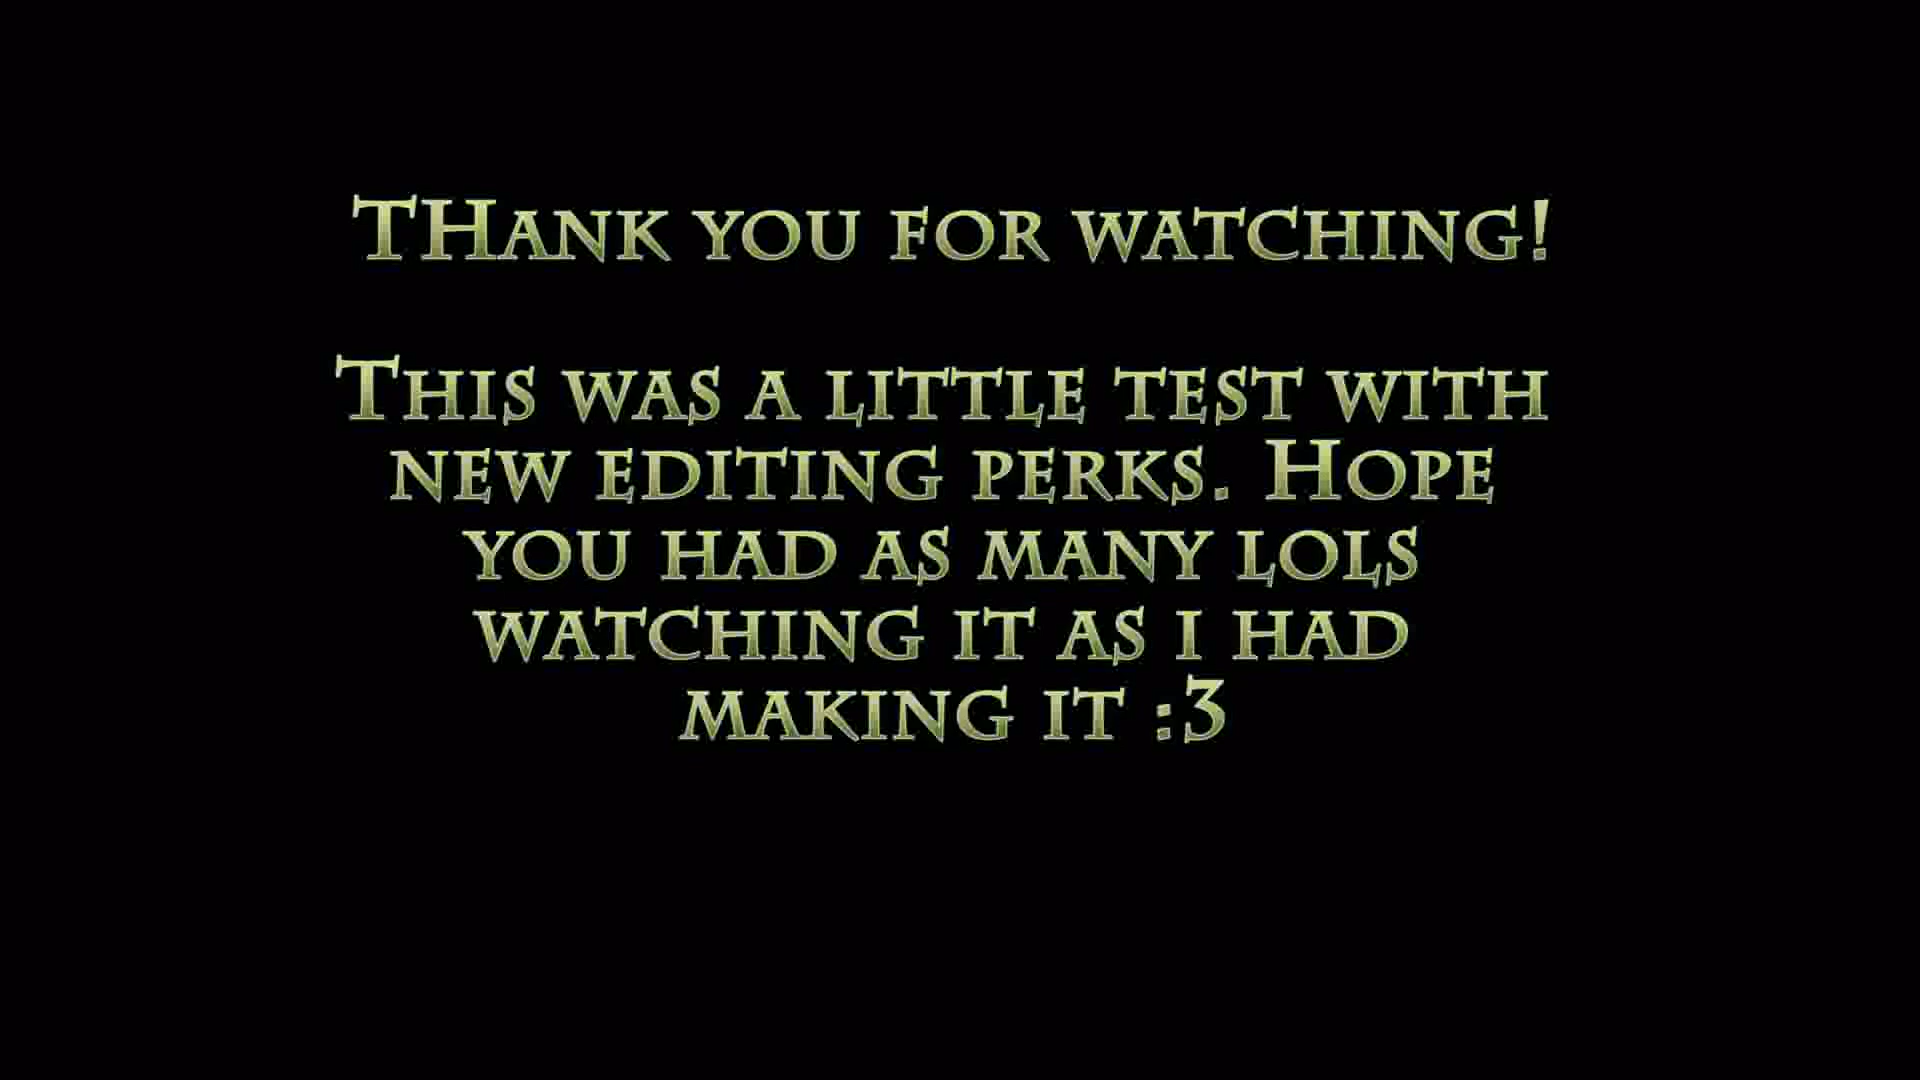 THank you for watching!
This was a little test with
new editing perks. Hope
you had as many lols
watching it as i had
making it :3